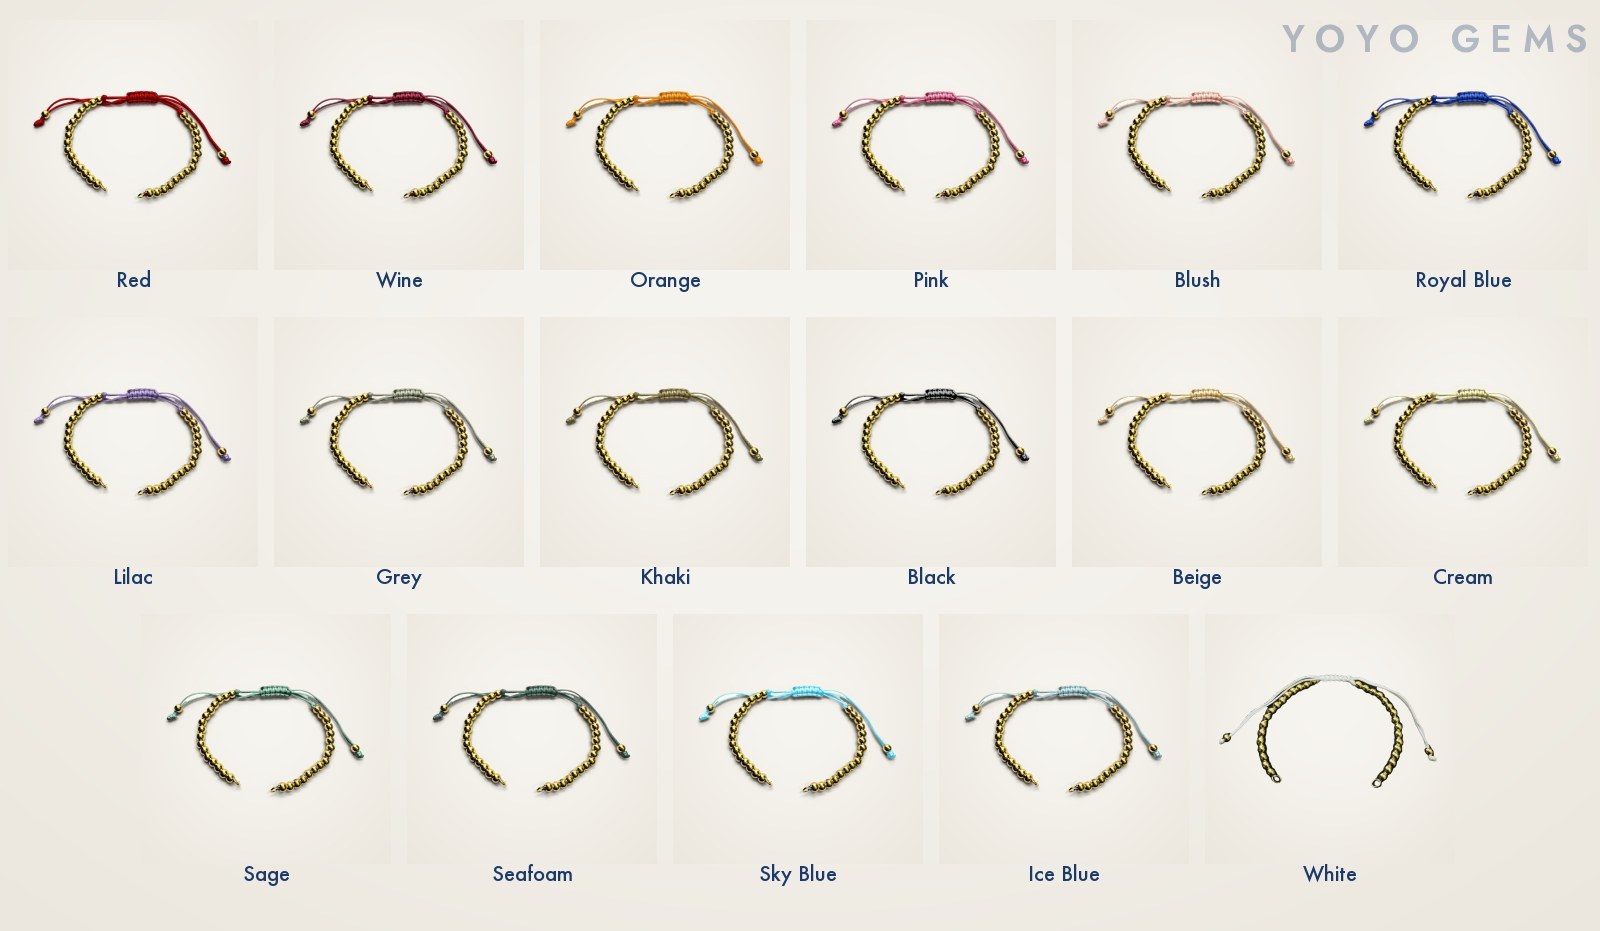 YOYO GEMS
Red
Wine
Orange
Pink
Blush
Royal Blue
Lilac
Grey
Khaki
Black
Beige
Cream
Sage
Seafoam
Sky Blue
Ice Blue
White